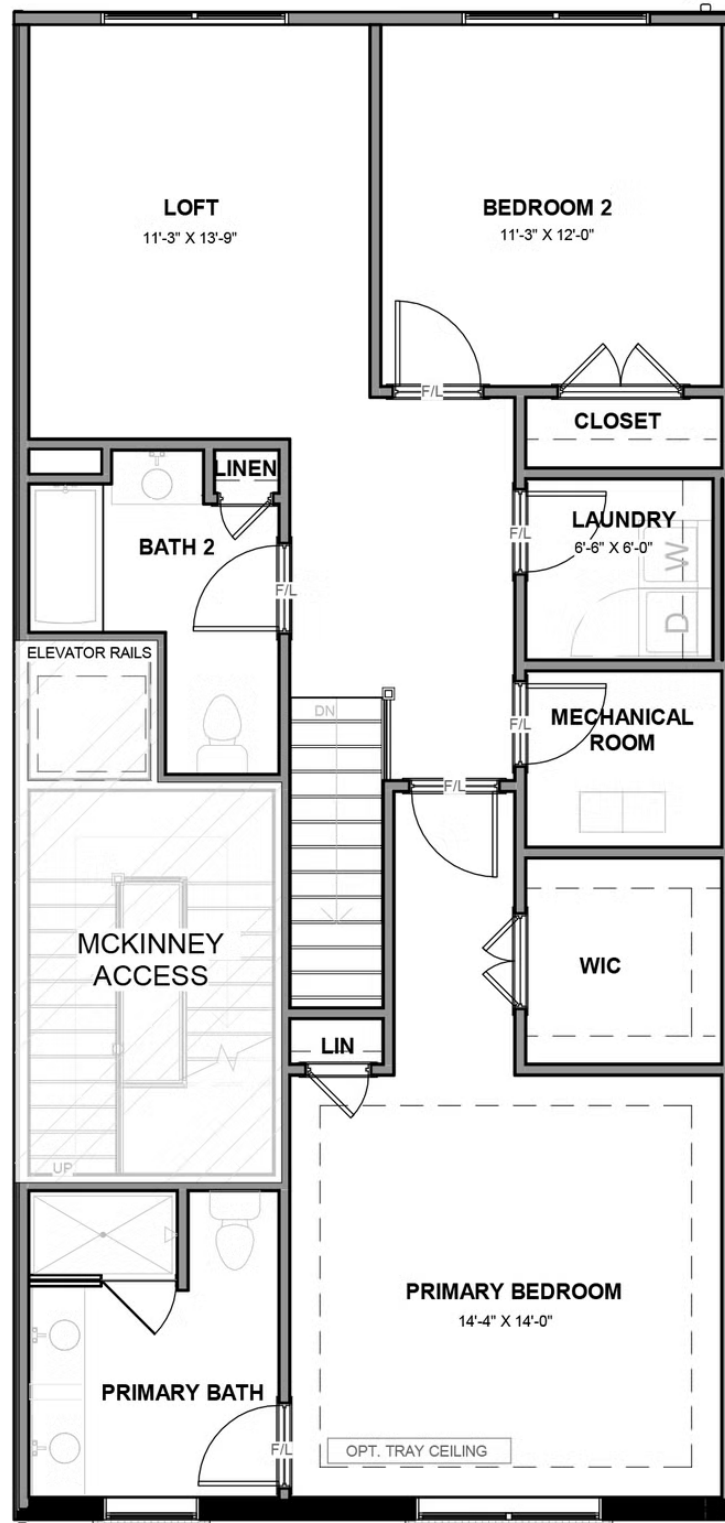 LOFT
11'-3" X 13'-9"
BEDROOM 2
11'-3" X 12'-0"
F/L
CLOSET
LINEN
BATH 2
F/L
F/L
LAUNDRY
6'-6" X 6'-0"
W
D
ELEVATOR RAILS
DN
F/L
MECHANICAL
ROOM
F/L
MCKINNEY
ACCESS
WIC
LIN
UP
PRIMARY BEDROOM
14'-4" X 14'-0"
PRIMARY BATH
F/L
OPT. TRAY CEILING